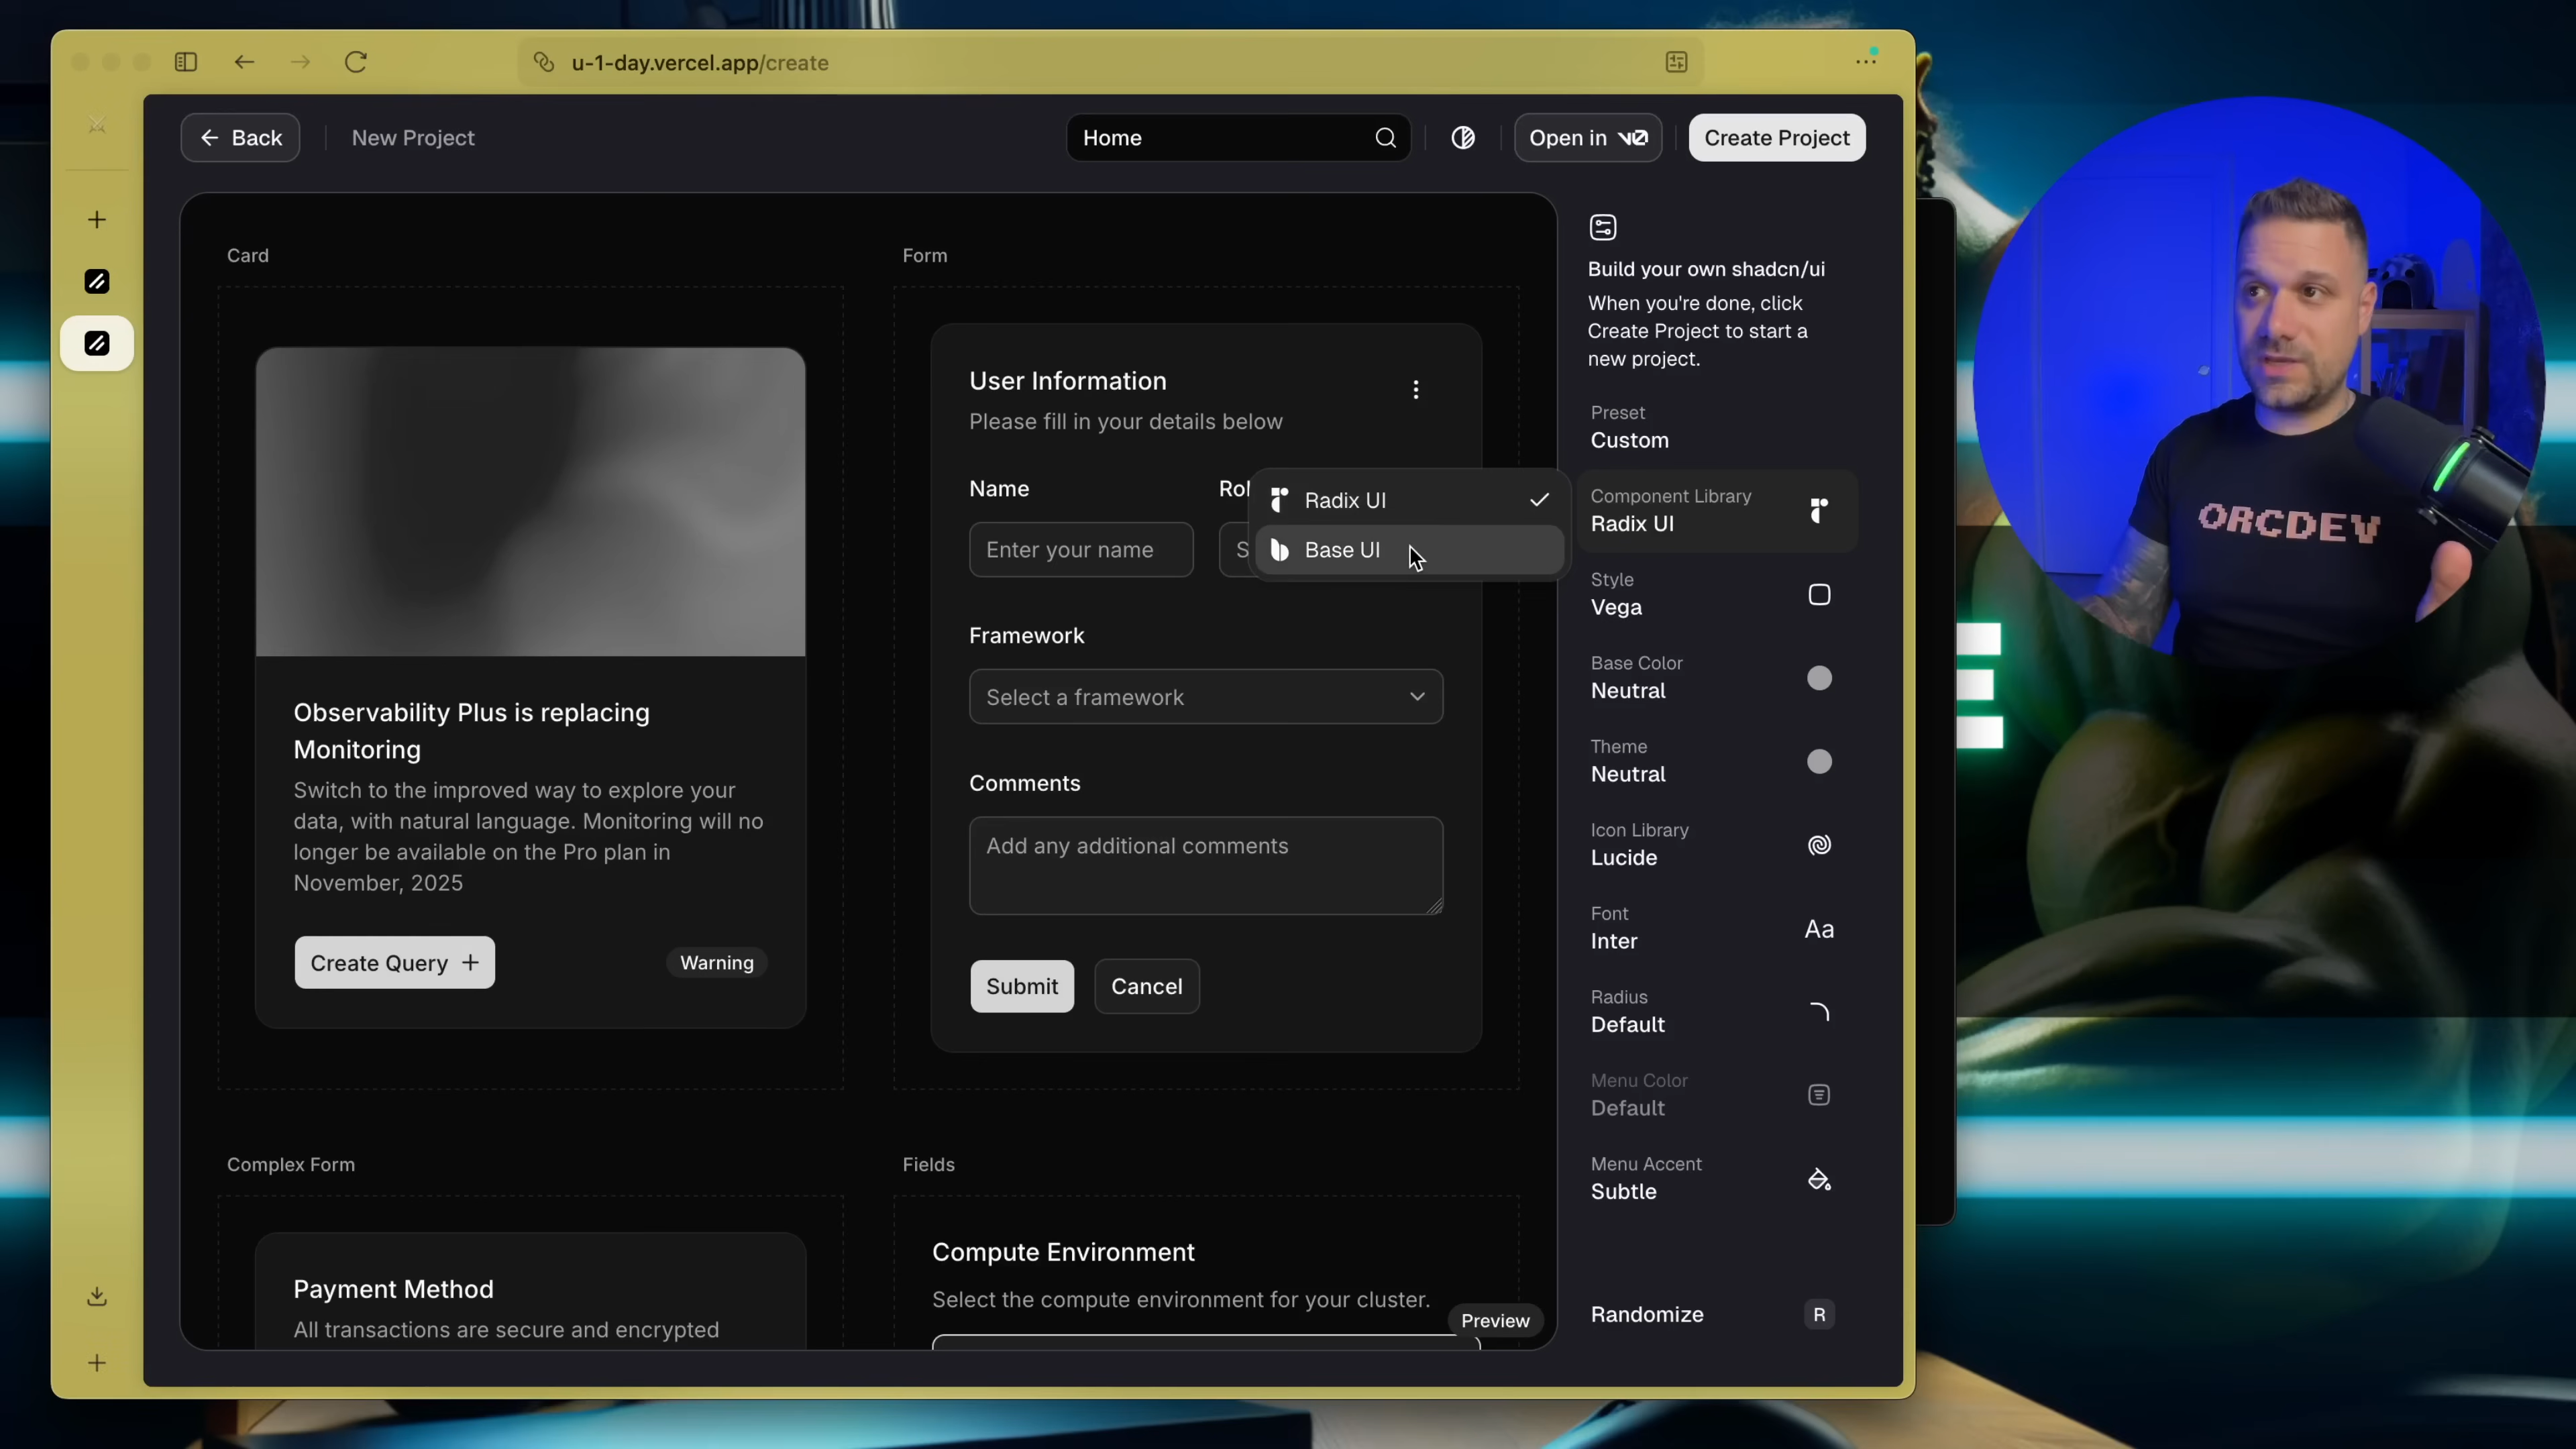 u-1-day.vercel.app/create
Back
New Project
Home
Open in
Create Project
Card
Observability Plus is replacing
Monitoring
Switch to the improved way to explore your
data, with natural language. Monitoring will no
longer be available on the Pro plan in
November, 2025
Create Query
Warning
Form
User Information
Please fill in your details below
Name
Enter your name
Radix UI
Base UI
Framework
Select a framework
Comments
Add any additional comments
Submit
Cancel
Complex Form
Payment Method
All transactions are secure and encrypted
Fields
Compute Environment
Select the compute environment for your cluster.
Preview
Build your own shadcn/ui
When you're done, click
Create Project to start a
new project.
Preset
Custom
Component Library
Radix UI
Style
Vega
Base Color
Neutral
Theme
Neutral
Icon Library
Lucide
Font
Inter
Aa
Radius
Default
Menu Color
Default
Menu Accent
Subtle
Randomize
R
ORCDEV
E